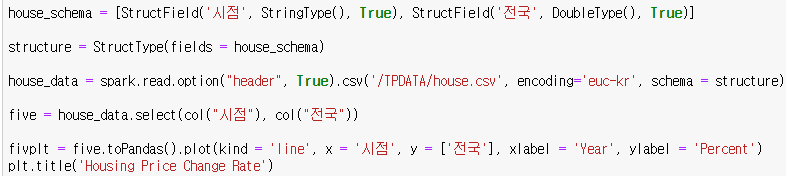 house_schema = [StructField('시점', StringType(), True), StructField('전국', DoubleType(), True)]
structure = StructType(fields = house_schema)
house_data = spark.read.option("header", True).csv('/TPDATA/house.csv', encoding='euc-kr', schema = structure)
five = house_data.select(col("시점"), col("전국"))
fivplt = five.toPandas().plot(kind = 'line', x = '시점', y = ['전국'], xlabel = 'Year', ylabel = 'Percent')
plt.title('Housing Price Change Rate')